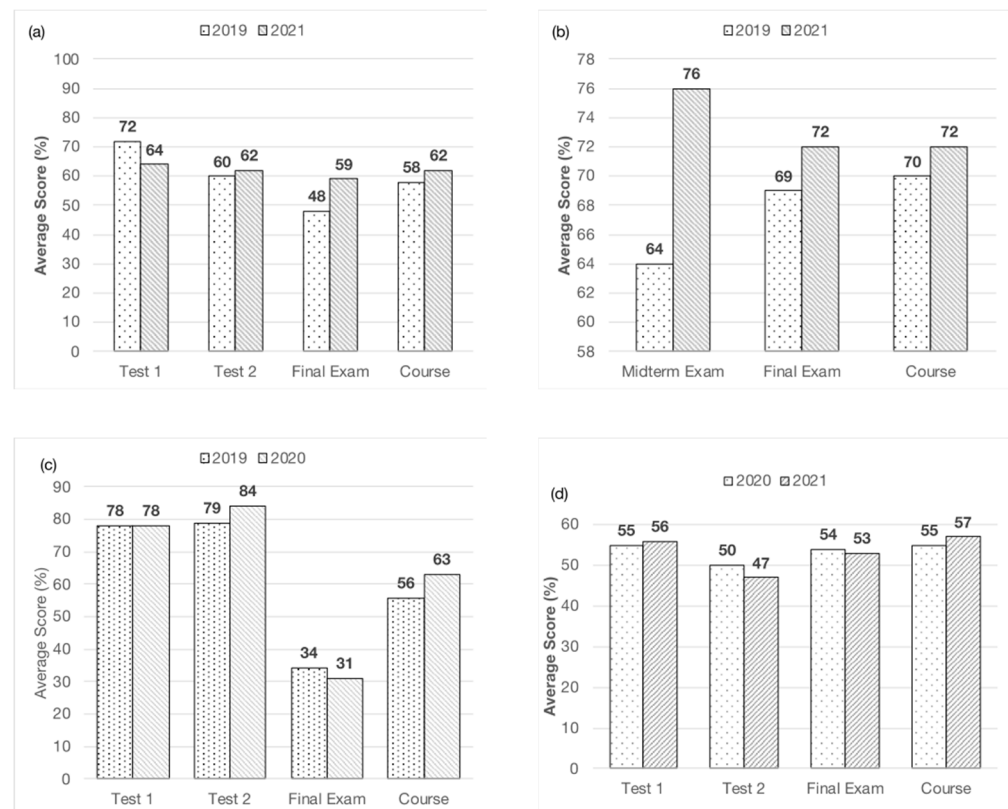 (a)
2019 2021
Average Score (%)
100
90
80
70
60
50
40
30
20
10
0
72 64 60 62 48 59 58 62
Test 1 Test 2 Final Exam Course
(b)
2019 2021
Average Score (%)
78
76
74
72
70
68
66
64
62
60
58
64 76 69 72 70 72
Midterm Exam Final Exam Course
(c)
2019 2020
Average Score (%)
90
80
70
60
50
40
30
20
10
0
78 78 79 84 34 31 56 63
Test 1 Test 2 Final Exam Course
(d)
2020 2021
Average Score (%)
60
50
40
30
20
10
0
55 56 50 47 54 53 55 57
Test 1 Test 2 Final Exam Course